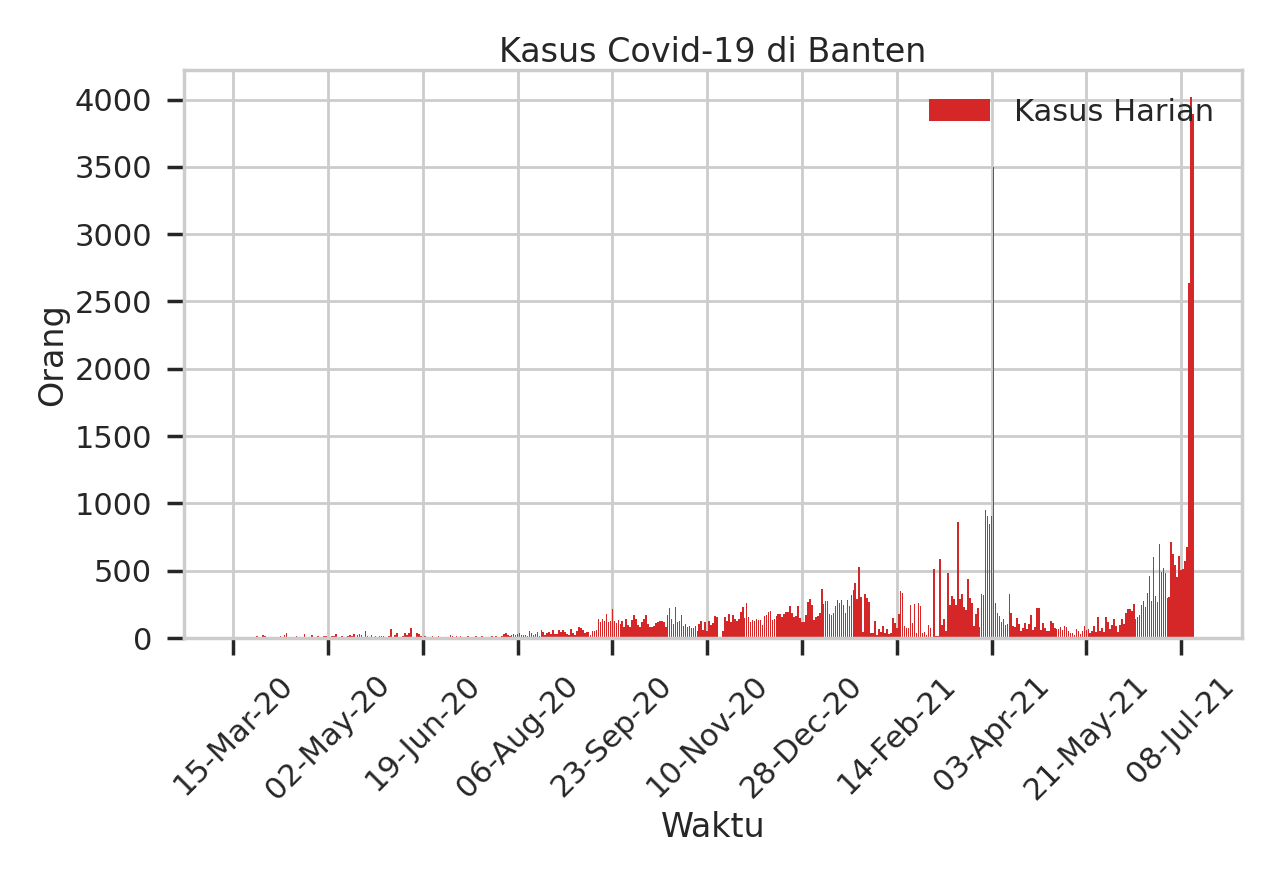 Kasus Covid-19 di Banten
Kasus Harian
Orang
4000
3500
3000
2500
2000
1500
1000
500
0
15-Mar-20
02-May-20
19-Jun-20
06-Aug-20
23-Sep-20
10-Nov-20
28-Dec-20
14-Feb-21
03-Apr-21
21-May-21
08-Jul-21
Waktu